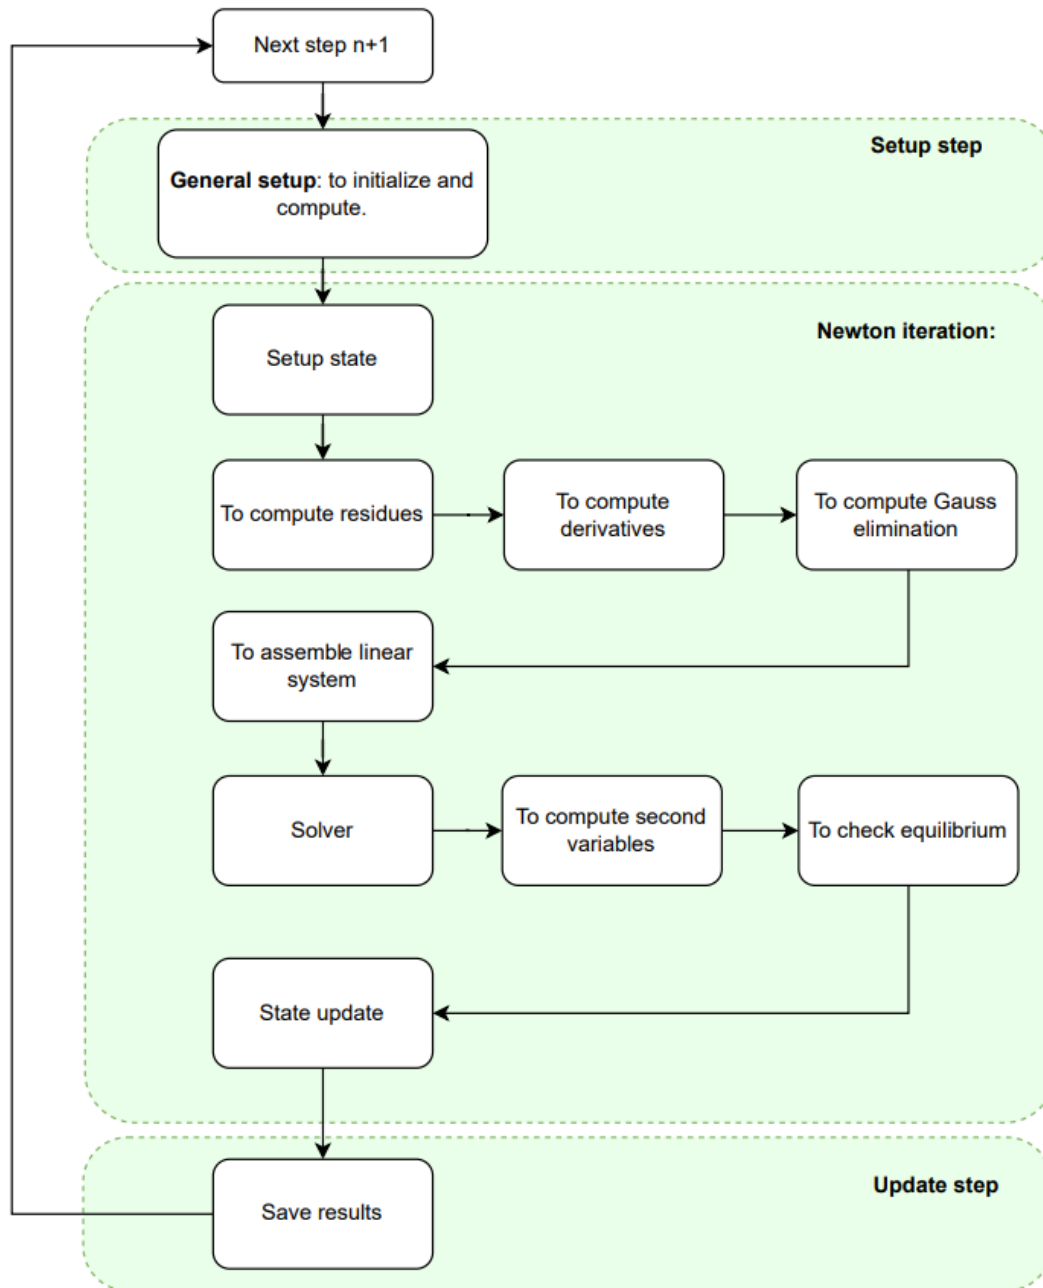 Next step n+1
Setup step
General setup: to initialize and
compute.
Newton iteration:
Setup state
To compute residues
To compute
derivatives
To compute Gauss
elimination
To assemble linear
system
Solver
To compute second
variables
To check equilibrium
State update
Update step
Save results